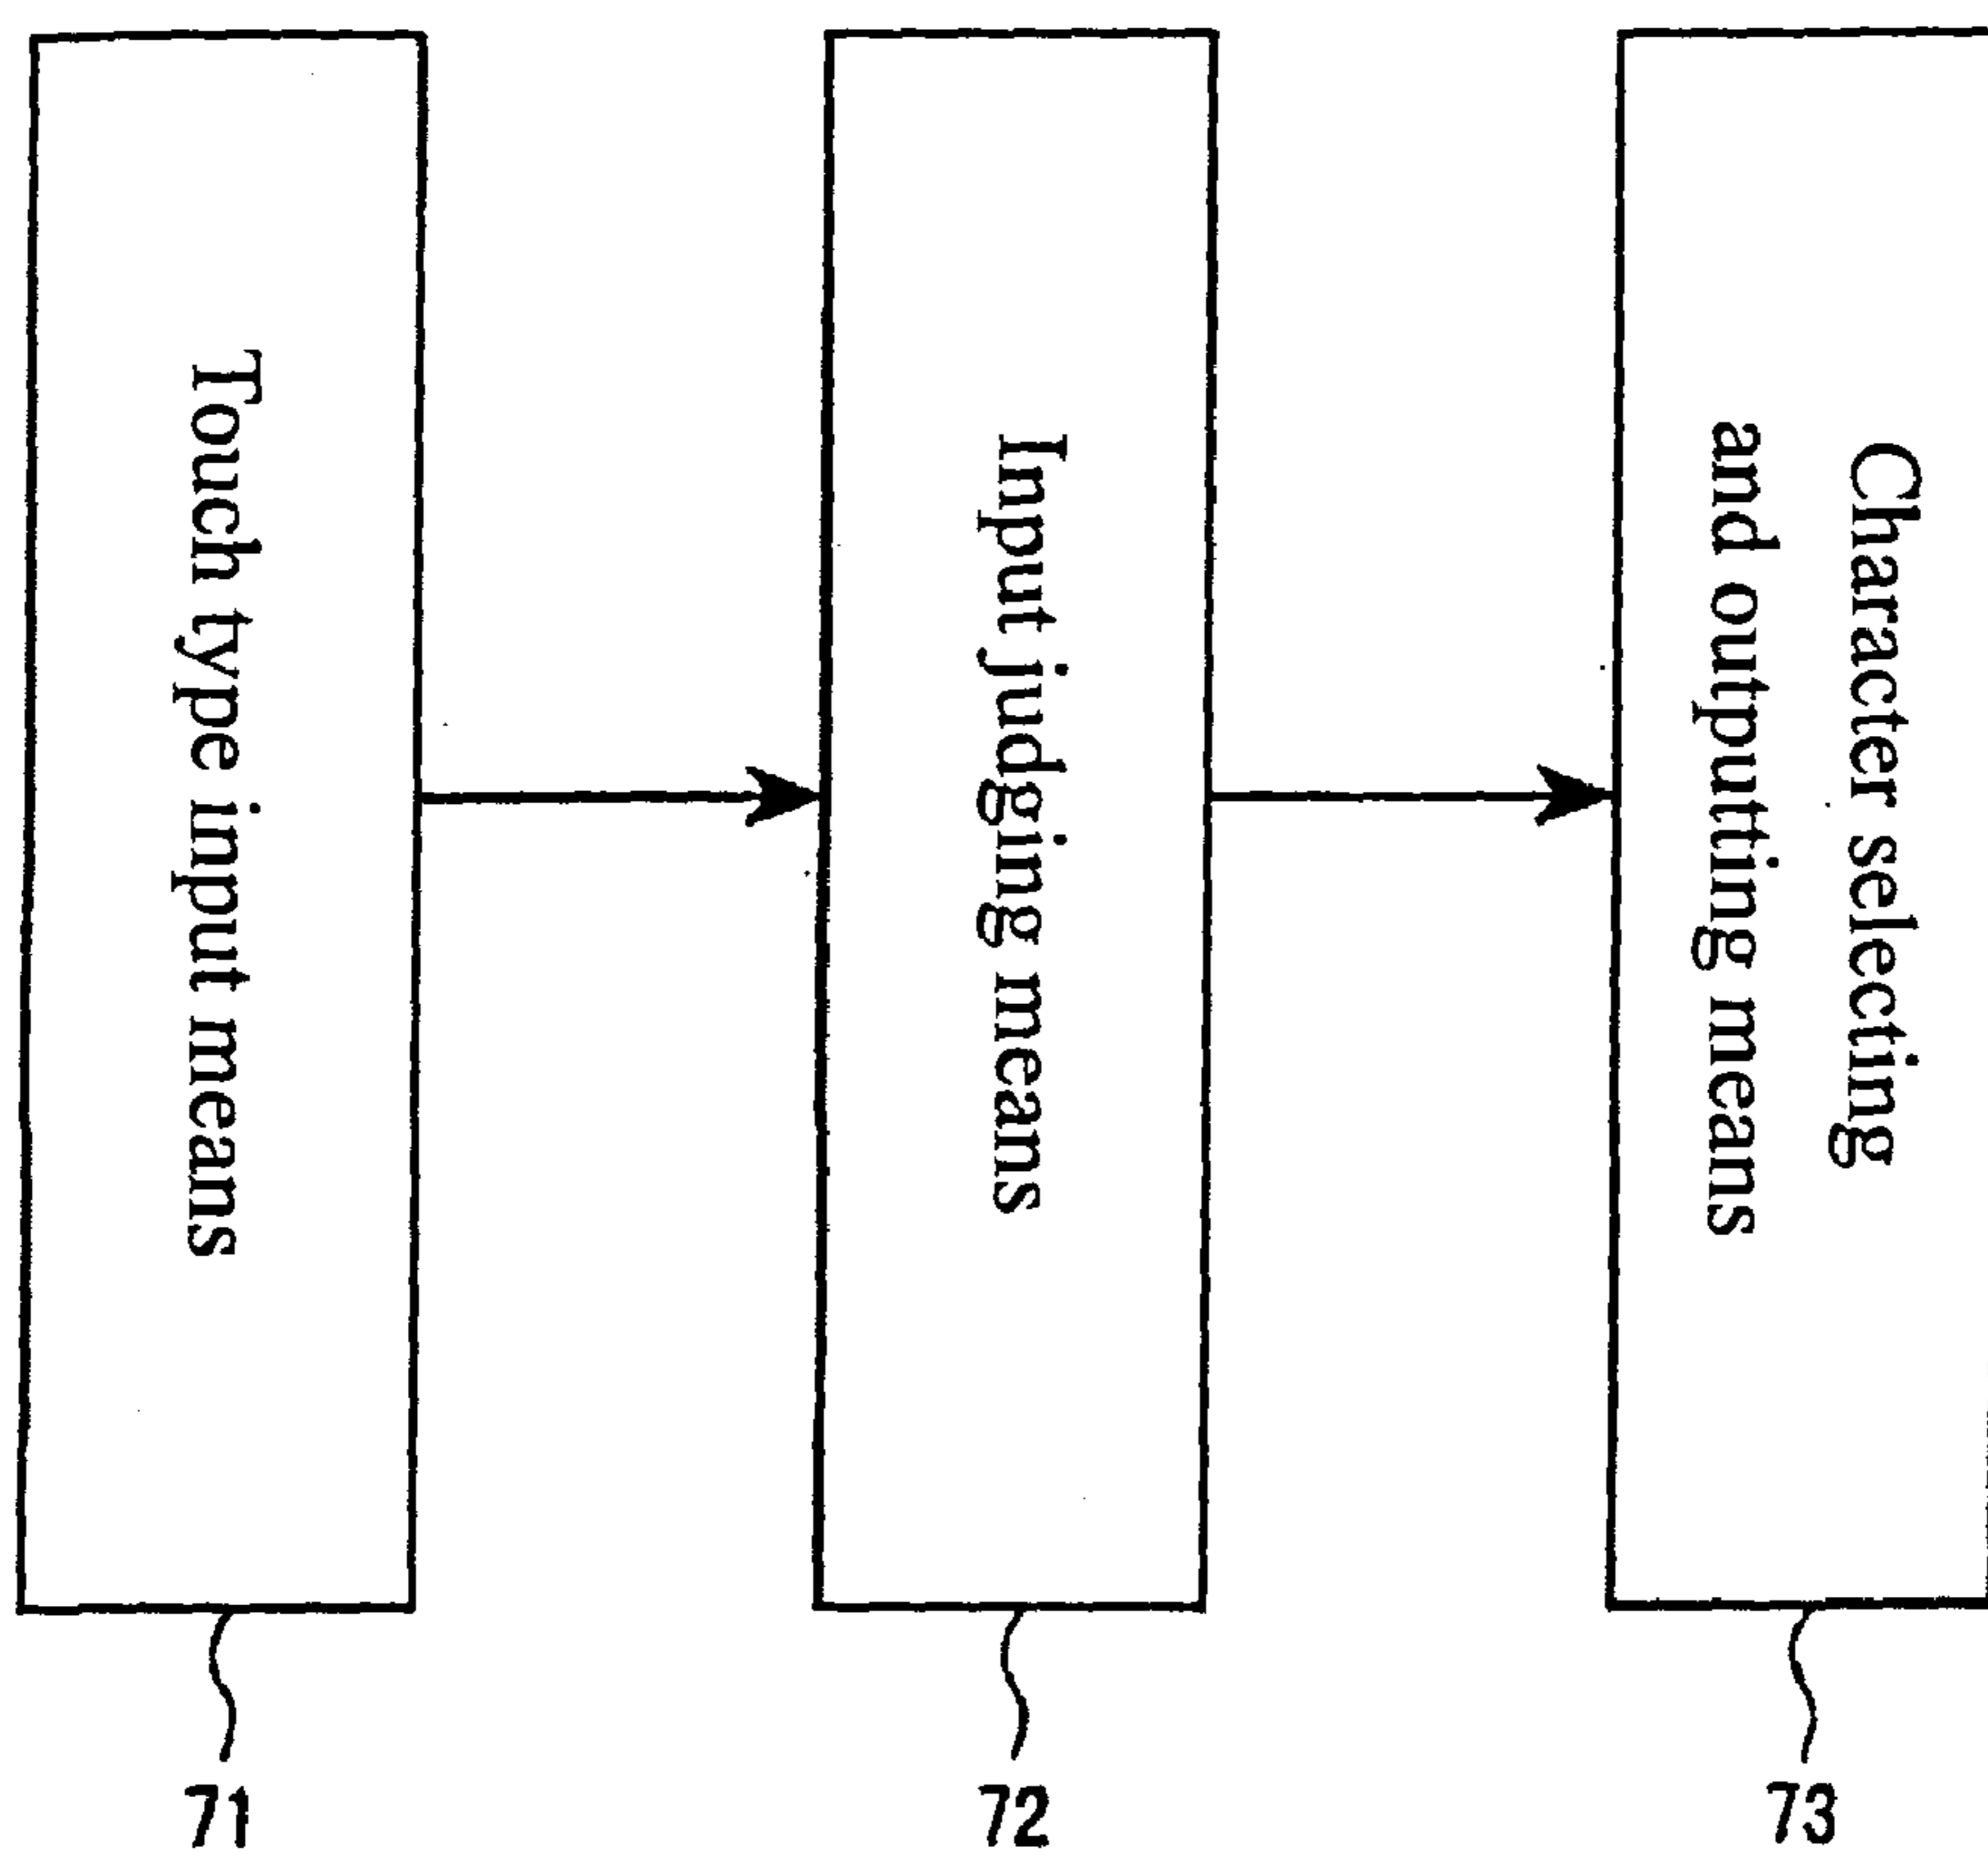 Touch type input means
Input judging means
Character selecting
and outputting means
71
72
73